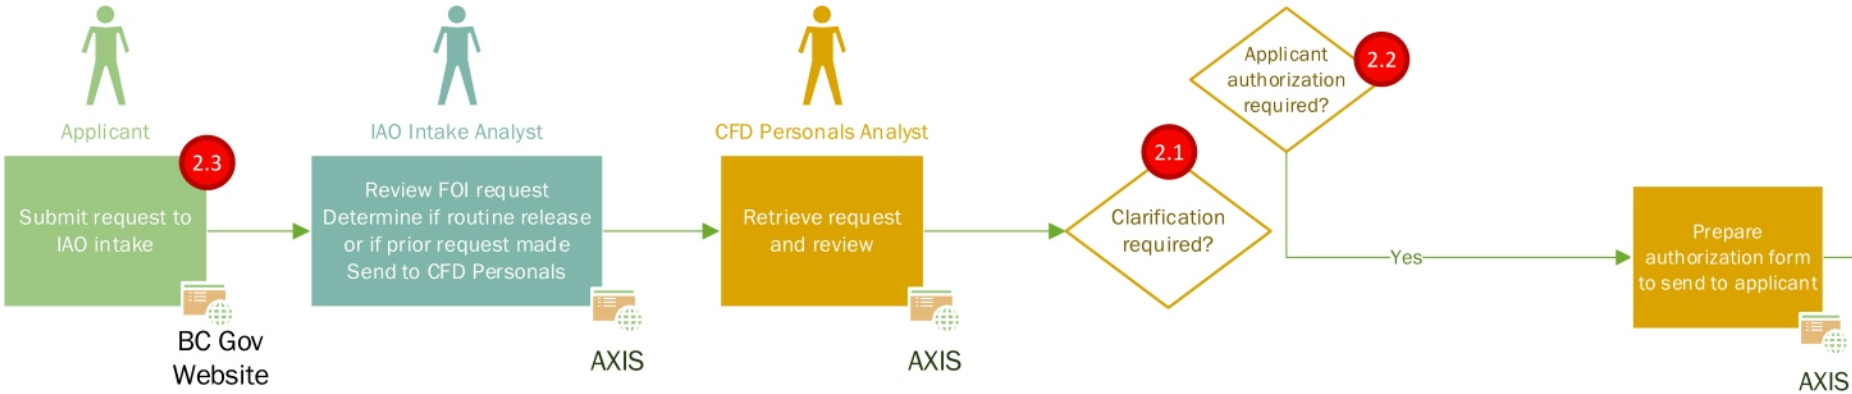 Applicant
2.3
Submit request to
IAO intake
BC Gov
Website
IAO Intake Analyst
Review FOI request
Determine if routine release
or if prior request made
Send to CFD Personals
AXIS
CFD Personals Analyst
Retrieve request
and review
AXIS
2.1
Clarification
required?
Applicant
authorization
required?
2.2
Yes
Prepare
authorization form
to send to applicant
AXIS